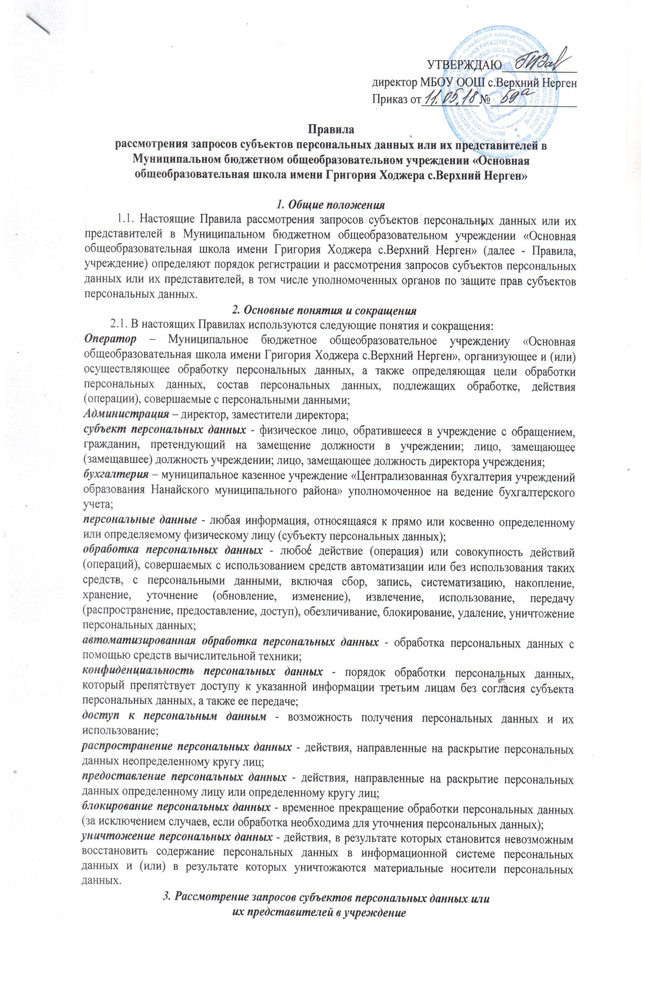 УТВЕРЖДАЮ
директор МБОУ ООШ с.Верхний Нерген
Приказ от 11.05.18 № 59а
Правила
рассмотрения запросов субъектов персональных данных или их представителей в
Муниципальном бюджетном общеобразовательном учреждении «Основная
общеобразовательная школа имени Григория Ходжера с.Верхний Нерген»
1. Общие положения
1.1. Настоящие Правила рассмотрения запросов субъектов персональных данных или их
представителей в Муниципальном бюджетном общеобразовательном учреждении «Основная
общеобразовательная школа имени Григория Ходжера с.Верхний Нерген» (далее - Правила,
учреждение) определяют порядок регистрации и рассмотрения запросов субъектов персональных
данных или их представителей, в том числе уполномоченных органов по защите прав субъектов
персональных данных.
2. Основные понятия и сокращения
2.1. В настоящих Правилах используются следующие понятия и сокращения:
Оператор – Муниципальное бюджетное общеобразовательное учреждениу «Основная
общеобразовательная школа имени Григория Ходжера с.Верхний Нерген», организующее и (или)
осуществляющее обработку персональных данных, а также определяющая цели обработки
персональных данных, состав персональных данных, подлежащих обработке, действия
(операции), совершаемые с персональными данными;
Администрация – директор, заместители директора;
субъект персональных данных - физическое лицо, обратившееся в учреждение с обращением,
гражданин, претендующий на замещение должности в учреждении; лицо, замещающее
(замещавшее) должность учреждении; лицо, замещающее должность директора учреждения;
бухгалтерия – муниципальное казенное учреждение «Централизованная бухгалтерия учреждений
образования Нанайского муниципального района» уполномоченное на ведение бухгалтерского
учета;
персональные данные - любая информация, относящаяся к прямо или косвенно определенному
или определяемому физическому лицу (субъекту персональных данных);
обработка персональных данных - любое действие (операция) или совокупность действий
(операций), совершаемых с использованием средств автоматизации или без использования таких
средств, с персональными данными, включая сбор, запись, систематизацию, накопление,
хранение, уточнение (обновление, изменение), извлечение, использование, передачу
(распространение, предоставление, доступ), обезличивание, блокирование, удаление, уничтожение
персональных данных;
автоматизированная обработка персональных данных - обработка персональных данных с
помощью средств вычислительной техники;
конфиденциальность персональных данных - порядок обработки персональных данных,
который препятствует доступу к указанной информации третьим лицам без согласия субъекта
персональных данных, а также ее передаче;
доступ к персональным данным - возможность получения персональных данных и их
использование;
распространение персональных данных - действия, направленные на раскрытие персональных
данных неопределенному кругу лиц;
предоставление персональных данных - действия, направленные на раскрытие персональных
данных определенному лицу или определенному кругу лиц;
блокирование персональных данных - временное прекращение обработки персональных данных
(за исключением случаев, если обработка необходима для уточнения персональных данных);
уничтожение персональных данных - действия, в результате которых становится невозможным
восстановить содержание персональных данных в информационной системе персональных
данных и (или) в результате которых уничтожаются материальные носители персональных
данных.
3. Рассмотрение запросов субъектов персональных данных или
их представителей в учреждение